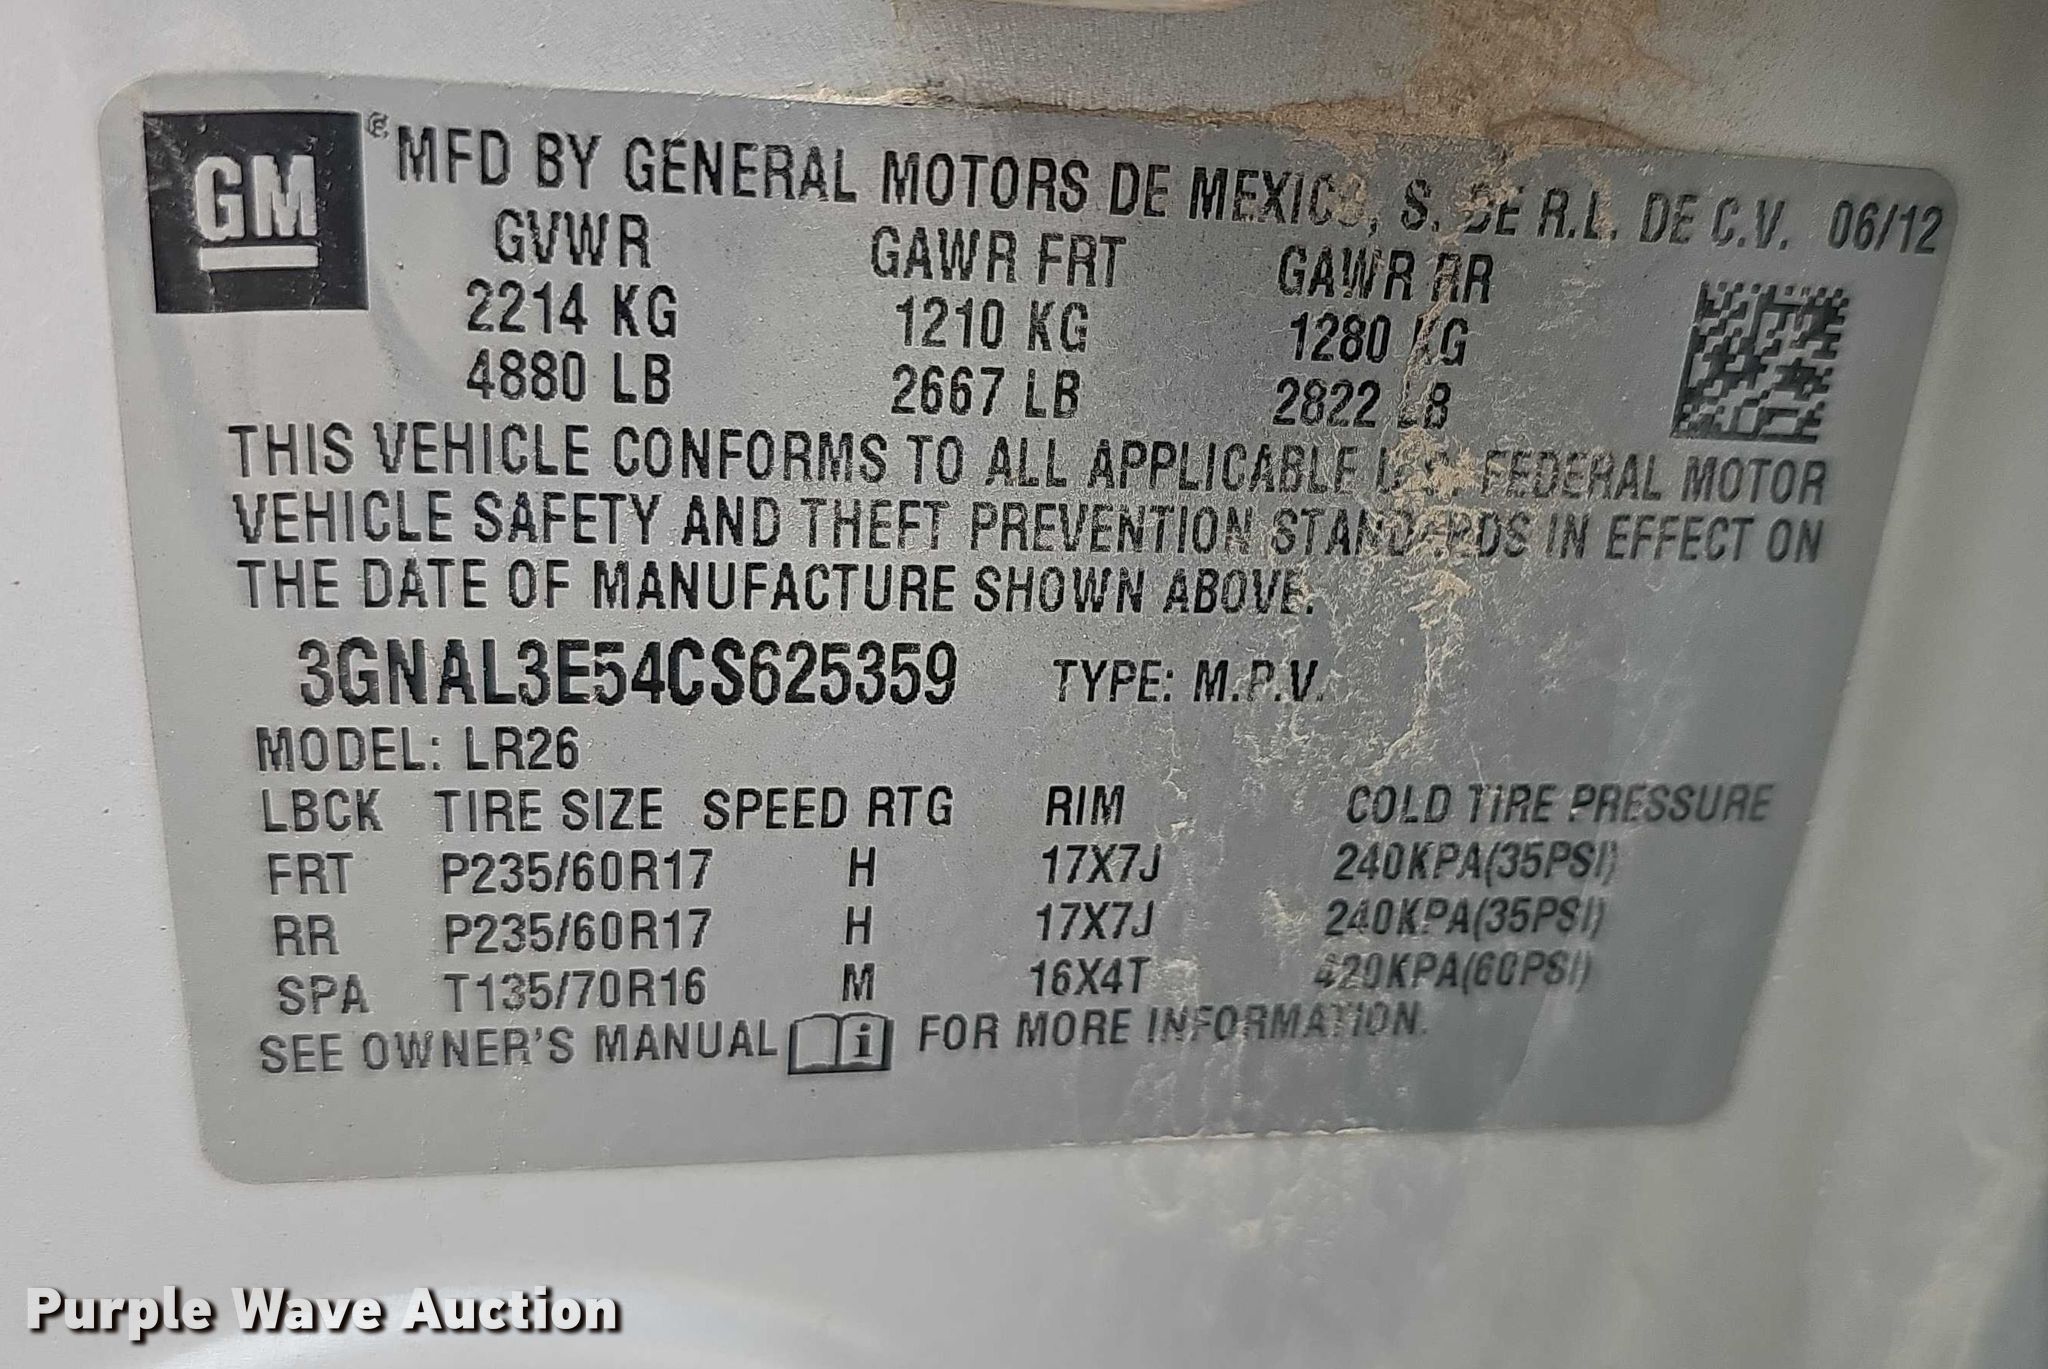 GM
® MFD BY GENERAL MOTORS DE MEXICO, S. DE R.L. DE C.V. 06/12
GVWR GAWR FRT GAWR RR
2214 KG 1210 KG 1280 KG
4880 LB 2667 LB 2822 LB
THIS VEHICLE CONFORMS TO ALL APPLICABLE U.S. FEDERAL MOTOR
VEHICLE SAFETY AND THEFT PREVENTION STANDARDS IN EFFECT ON
THE DATE OF MANUFACTURE SHOWN ABOVE.
3GNAL3E54CS625359 TYPE: M.P.V.
MODEL: LR26
LBCK TIRE SIZE SPEED RTG RIM COLD TIRE PRESSURE
FRT P235/60R17 H 17X7J 240KPA(35PSI)
RR P235/60R17 H 17X7J 240KPA(35PSI)
SPA T135/70R16 M 16X4T 420KPA(60PSI)
SEE OWNER'S MANUAL i FOR MORE INFORMATION.
Purple Wave Auction